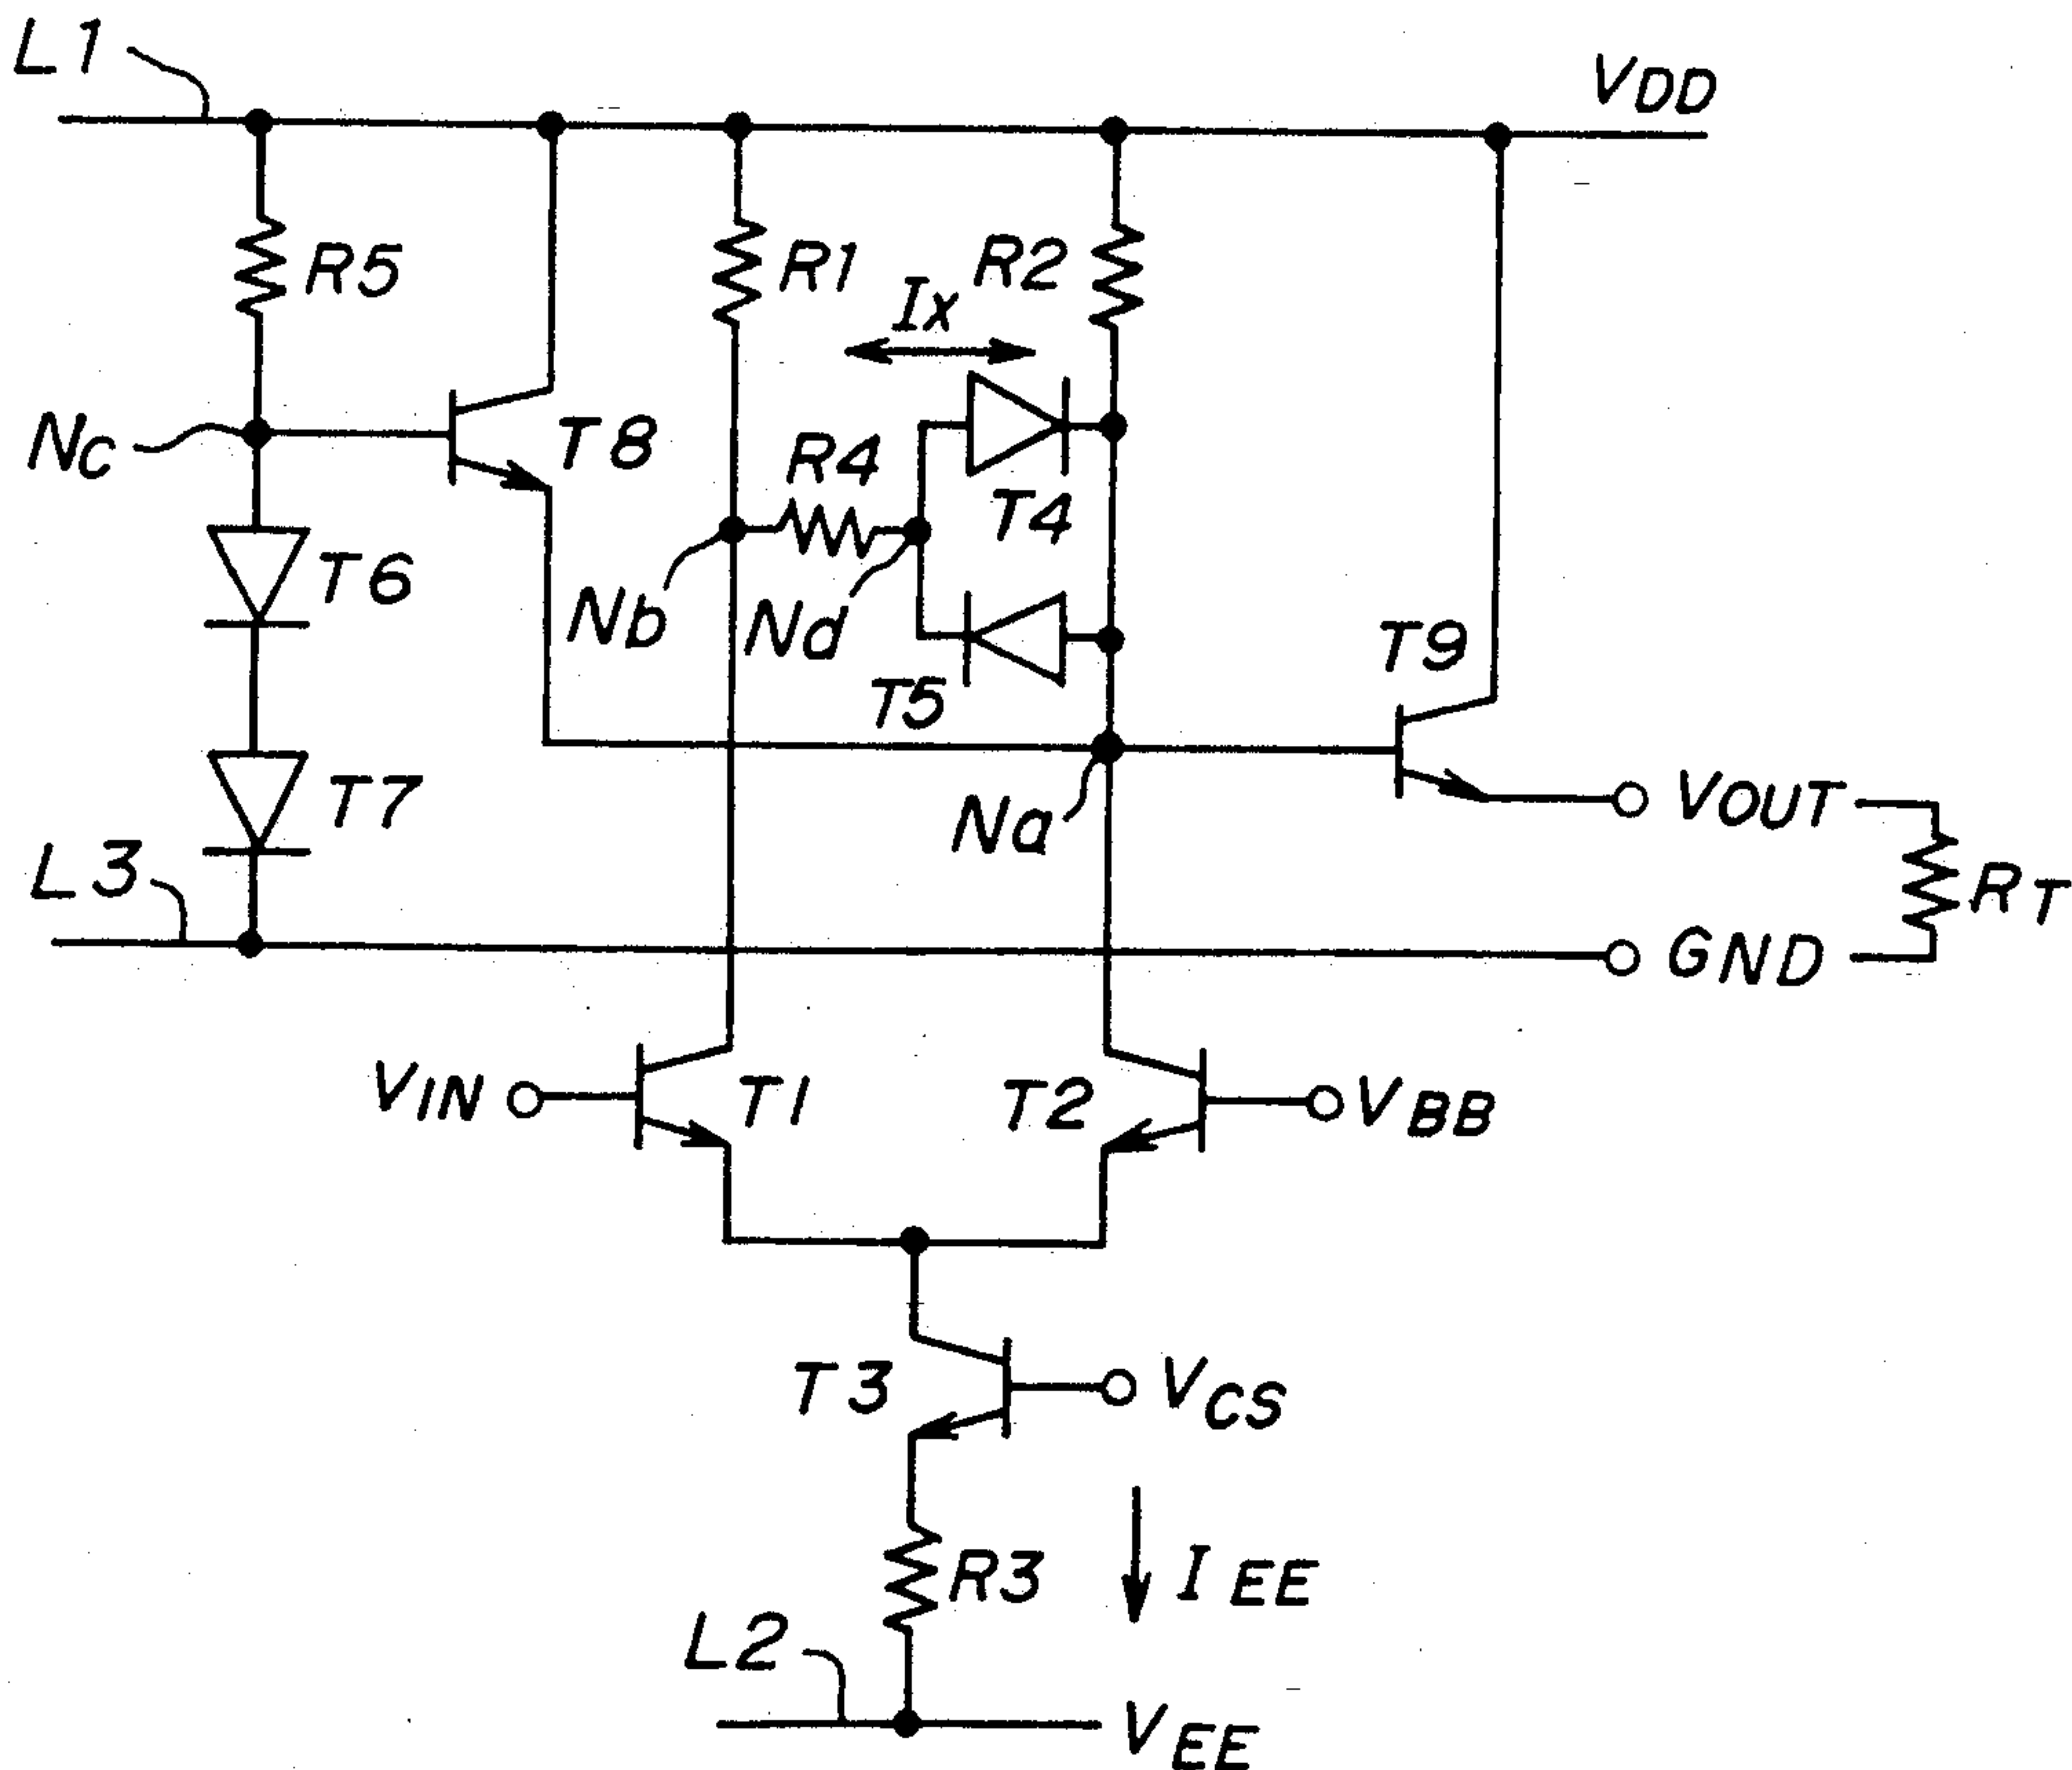 L1
VDD
R5
R1
R2
Ix
NC
T8
R4
T4
T6
Nb
Nd
T5
T9
T7
Na
VOUT
L3
RT
GND
VIN
T1
T2
VBB
T3
VCS
R3
IEE
L2
VEE